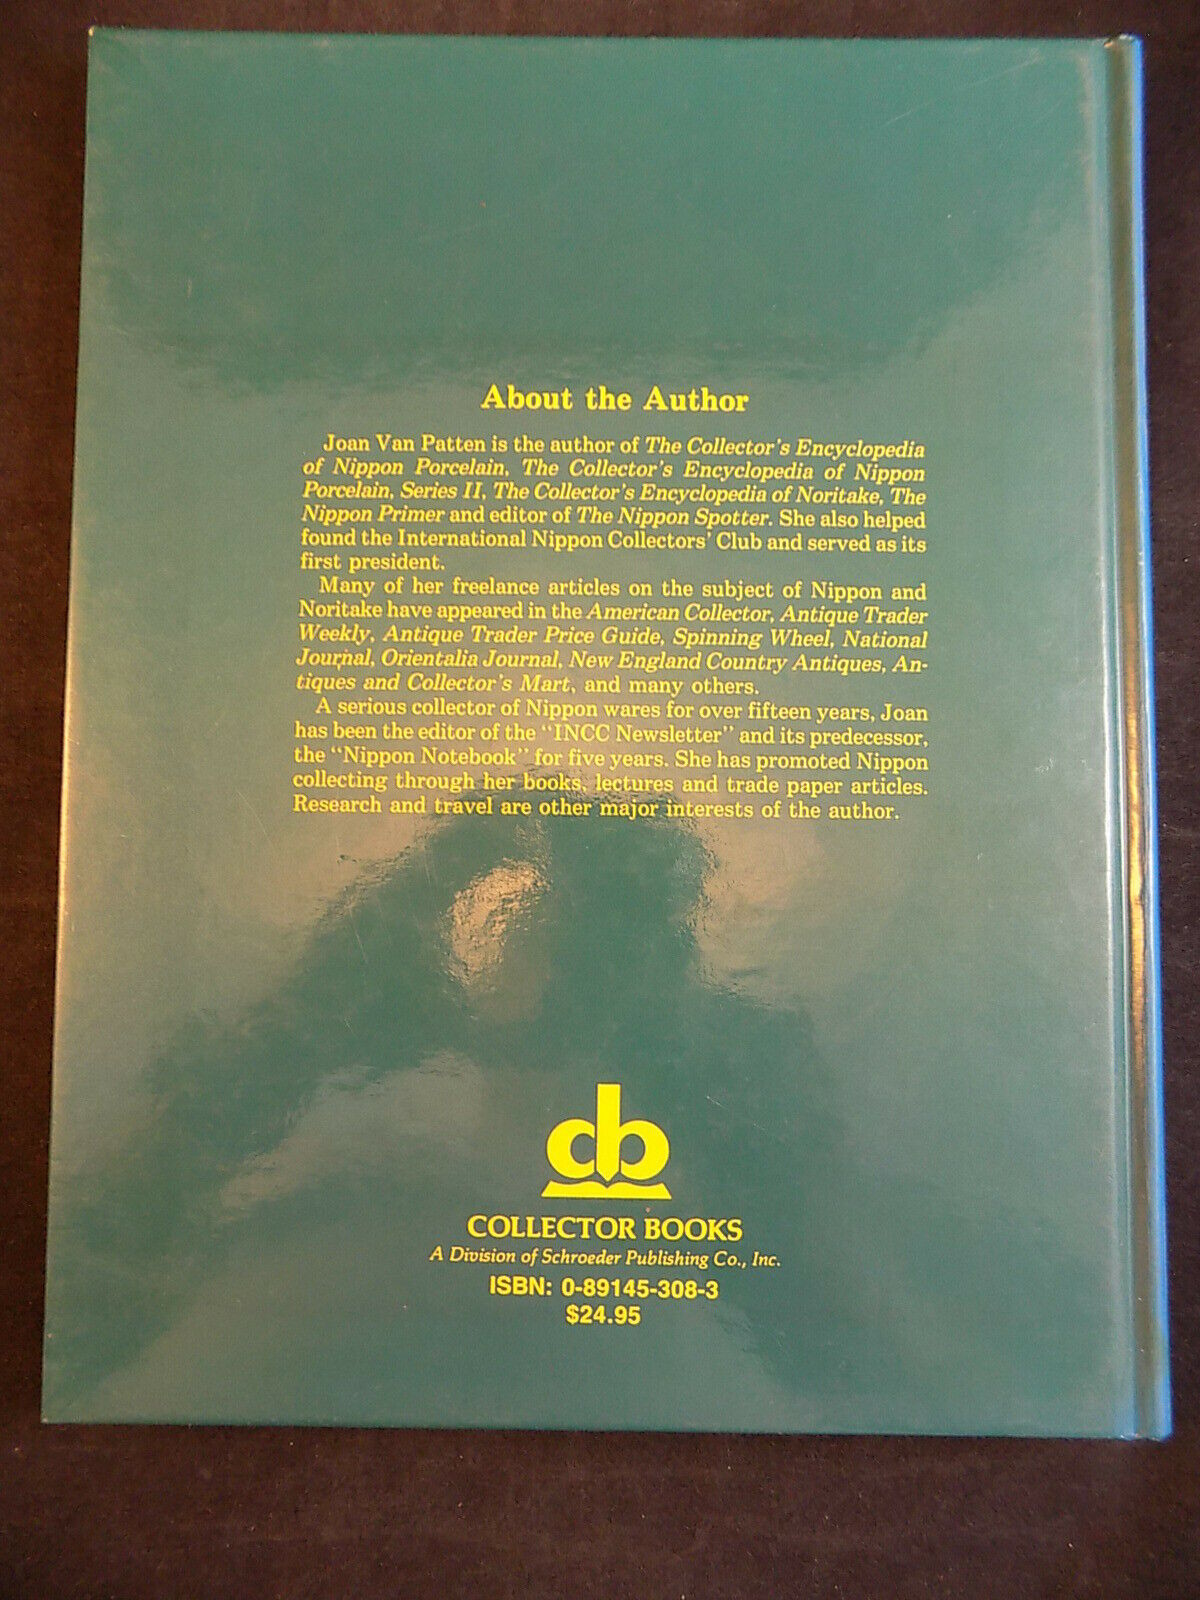 About the Author
Joan Van Patten is the author of The Collector's Encyclopedia
of Nippon Porcelain, The Collector's Encyclopedia of Nippon
Porcelain, Series II, The Collector's Encyclopedia of Noritake, The
Nippon Primer and editor of The Nippon Spotter. She also helped
found the International Nippon Collectors' Club and served as its
first president.
Many of her freelance articles on the subject of Nippon and
Noritake have appeared in the American Collector, Antique Trader
Weekly, Antique Trader Price Guide, Spinning Wheel, National
Journal, Orientalia Journal, New England Country Antiques, An-
tiques and Collector's Mart, and many others.
A serious collector of Nippon wares for over fifteen years, Joan
has been the editor of the "INCC Newsletter" and its predecessor,
the "Nippon Notebook" for five years. She has promoted Nippon
collecting through her books, lectures and trade paper articles.
Research and travel are other major interests of the author.
cb
COLLECTOR BOOKS
A Division of Schroeder Publishing Co., Inc.
ISBN: 0-89145-308-3
$24.95